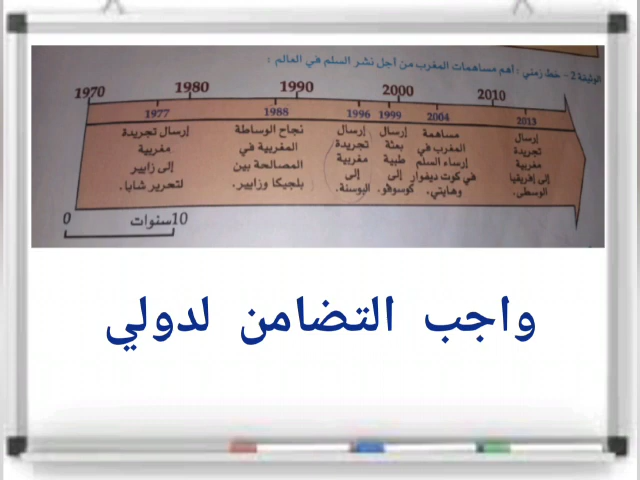 الوثيقة 2 - خط زمني : أهم مساهمات المغرب من أجل نشر السلم في العالم :
1970 1980 1990 2000 2010
1977 1988 1996 1999 2004 2013
إرسال تجريدة
مغربية
إلى زايير
لتحرير شابا.
نجاح الوساطة
المغربية في
المصالحة بين
بلجيكا وزايير.
إرسال
تجريدة
مغربية
إلى
البوسنة.
إرسال
بعثة
طبية
إلى
كوسوفو.
مساهمة
المغرب في
إرساء السلم
في كوت ديفوار
وهايتي.
إرسال
تجريدة
مغربية
إلى إفريقيا
الوسطى.
0 10سنوات
واجب التضامن لدولي